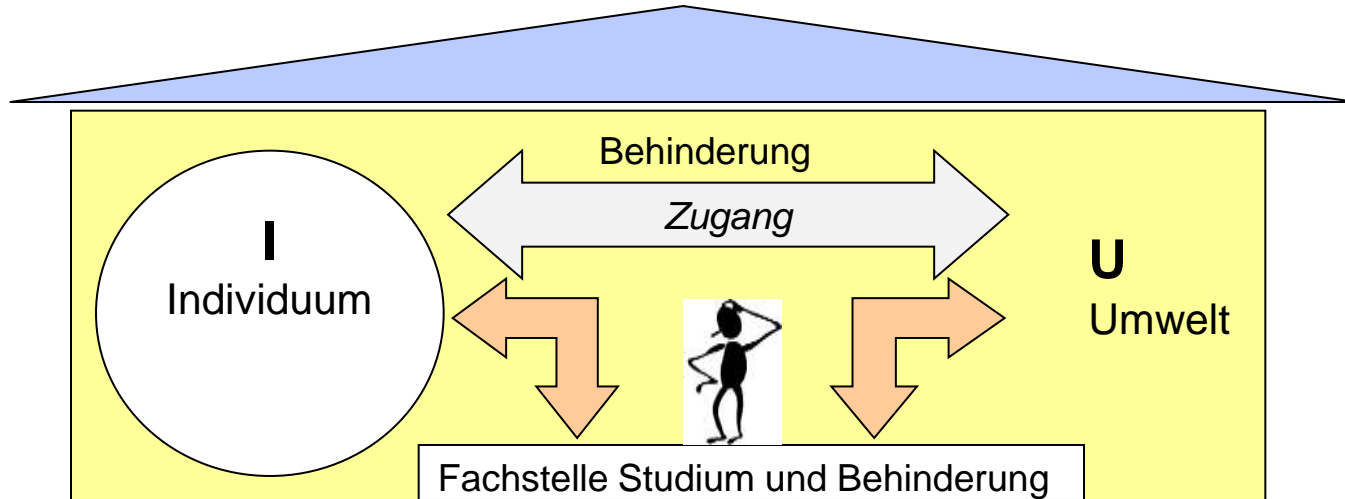 Behinderung
Zugang
I
Individuum
U
Umwelt
Fachstelle Studium und Behinderung